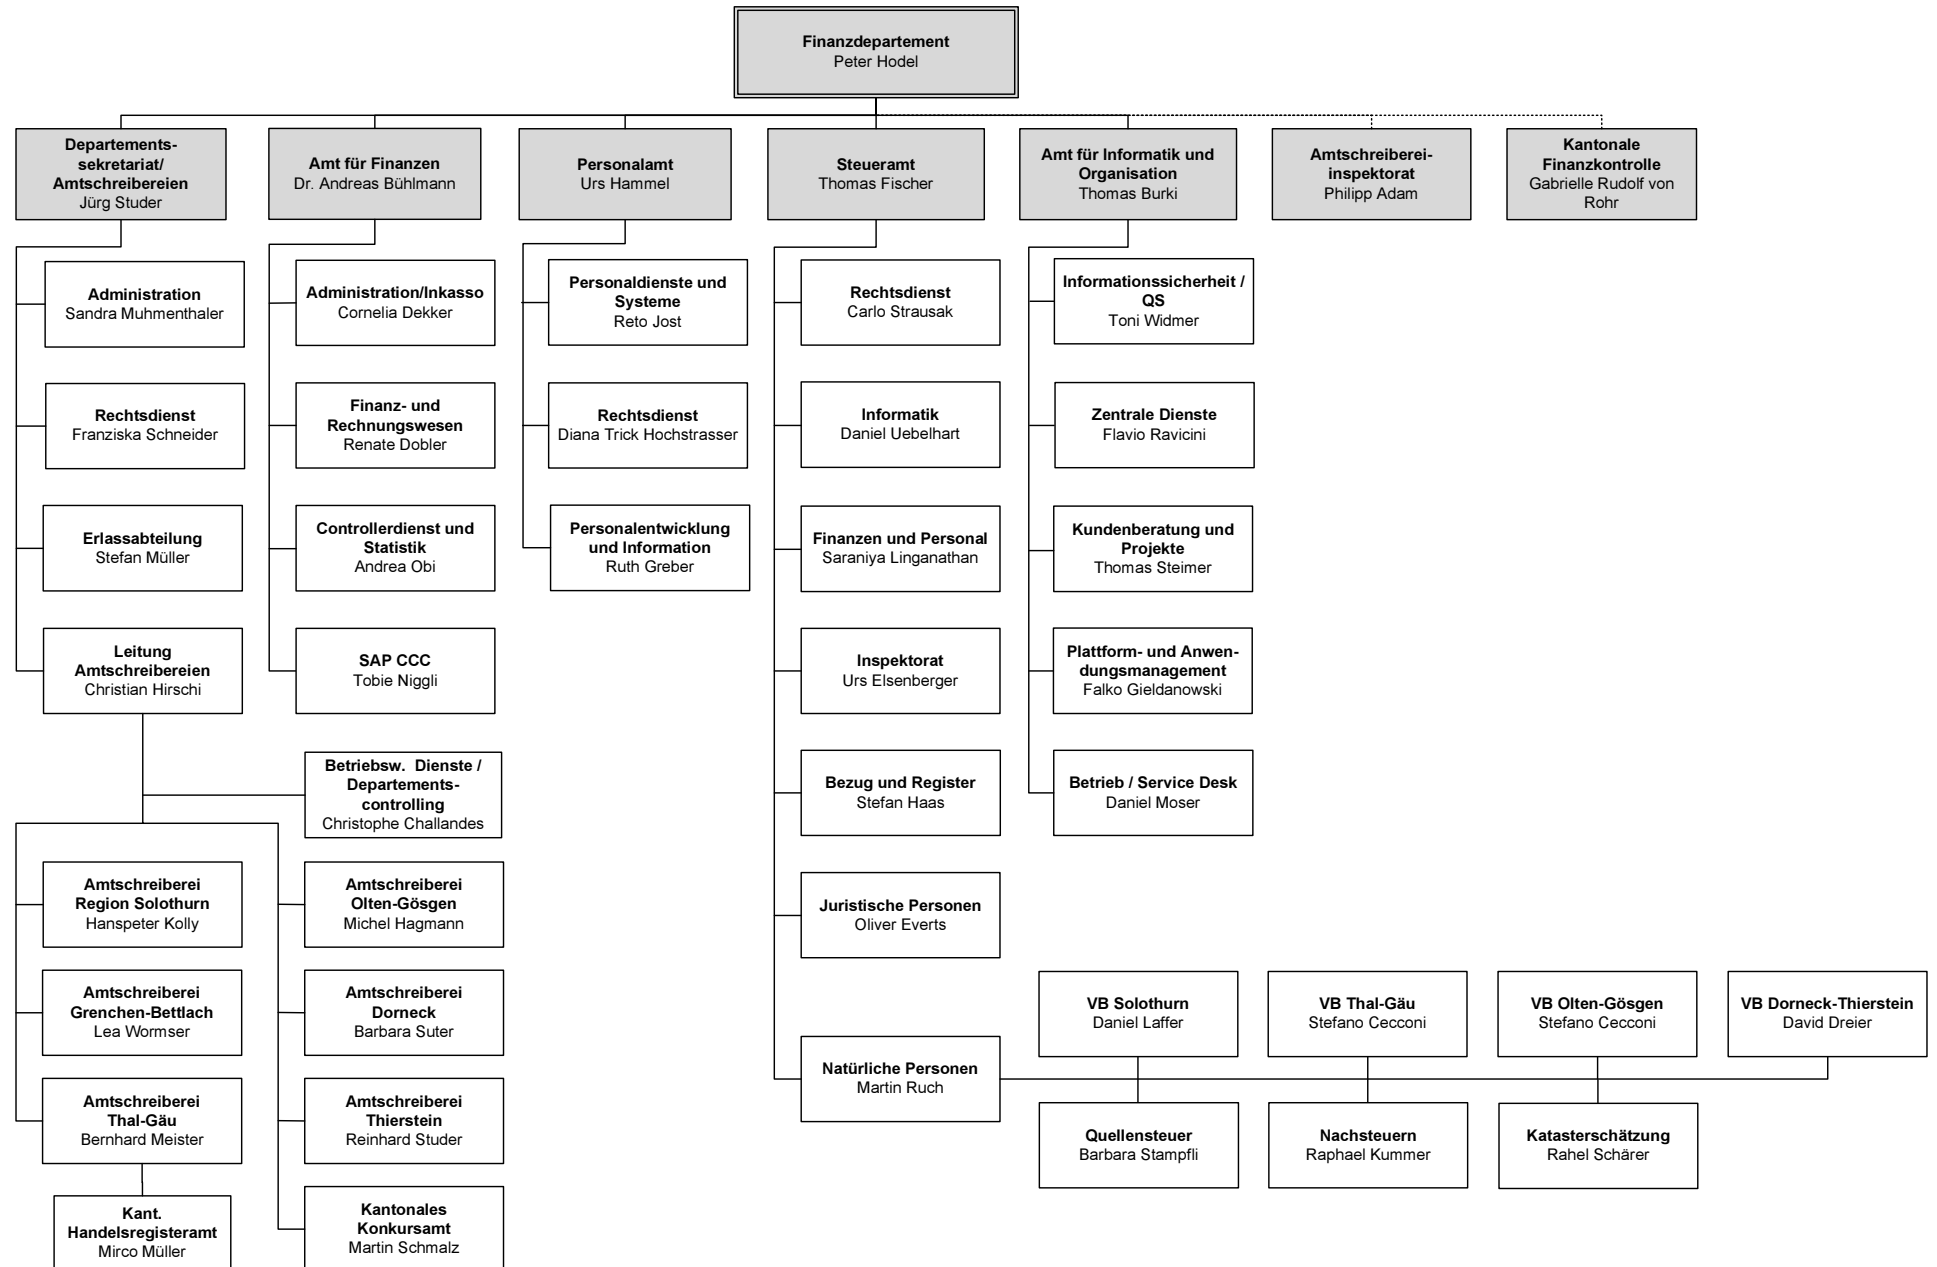 Finanzdepartement
Peter Hodel
Departements-
sekretariat/
Amtschreibereien
Jürg Studer
Amt für Finanzen
Dr. Andreas Bühlmann
Personalamt
Urs Hammel
Steueramt
Thomas Fischer
Amt für Informatik und
Organisation
Thomas Burki
Amtschreiberei-
inspektorat
Philipp Adam
Kantonale
Finanzkontrolle
Gabrielle Rudolf von
Rohr
Administration
Sandra Muhmenthaler
Rechtsdienst
Franziska Schneider
Erlassabteilung
Stefan Müller
Leitung
Amtschreibereien
Christian Hirschi
Administration/Inkasso
Cornelia Dekker
Finanz- und
Rechnungswesen
Renate Dobler
Controllerdienst und
Statistik
Andrea Obi
SAP CCC
Tobie Niggli
Personaldienste und
Systeme
Reto Jost
Rechtsdienst
Diana Trick Hochstrasser
Personalentwicklung
und Information
Ruth Greber
Rechtsdienst
Carlo Strausak
Informatik
Daniel Uebelhart
Finanzen und Personal
Saraniya Linganathan
Inspektorat
Urs Elsenberger
Bezug und Register
Stefan Haas
Juristische Personen
Oliver Everts
Natürliche Personen
Martin Ruch
Informationssicherheit /
QS
Toni Widmer
Zentrale Dienste
Flavio Ravicini
Kundenberatung und
Projekte
Thomas Steimer
Plattform- und Anwen-
dungsmanagement
Falko Gieldanowski
Betrieb / Service Desk
Daniel Moser
Betriebsw. Dienste /
Departements-
controlling
Christophe Challandes
Amtschreiberei
Region Solothurn
Hanspeter Kolly
Amtschreiberei
Grenchen-Bettlach
Lea Wormser
Amtschreiberei
Thal-Gäu
Bernhard Meister
Kant.
Handelsregisteramt
Mirco Müller
Amtschreiberei
Olten-Gösgen
Michel Hagmann
Amtschreiberei
Dorneck
Barbara Suter
Amtschreiberei
Thierstein
Reinhard Studer
Kantonales
Konkursamt
Martin Schmalz
VB Solothurn
Daniel Laffer
VB Thal-Gäu
Stefano Cecconi
VB Olten-Gösgen
Stefano Cecconi
VB Dorneck-Thierstein
David Dreier
Quellensteuer
Barbara Stampfli
Nachsteuern
Raphael Kummer
Katasterschätzung
Rahel Schärer